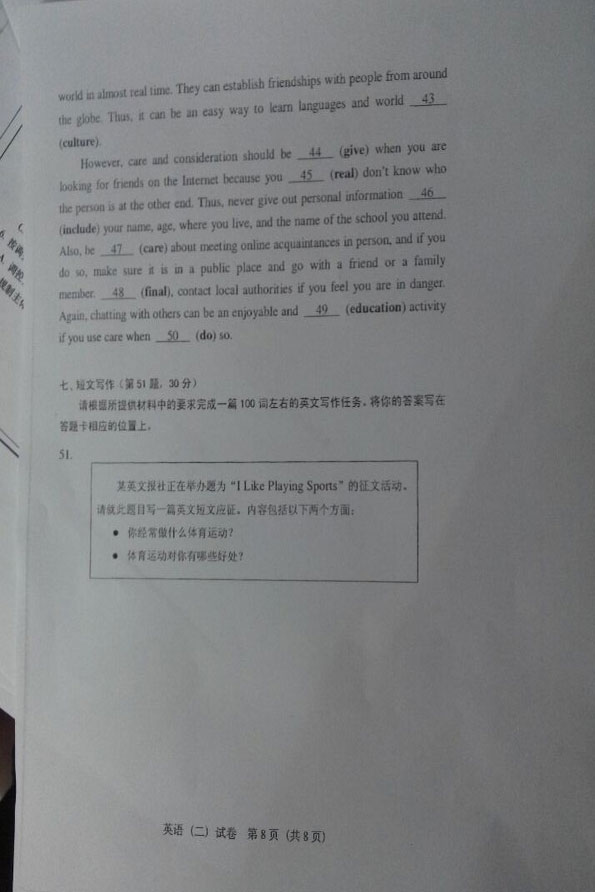 world in almost real time. They can establish friendships with people from around
the globe. Thus, it can be an easy way to learn languages and world 43
(culture).
However, care and consideration should be 44 (give) when you are
looking for friends on the Internet because you 45 (real) don't know who
the person is at the other end. Thus, never give out personal information 46
(include) your name, age, where you live, and the name of the school you attend.
Also, be 47 (care) about meeting online acquaintances in person, and if you
do so, make sure it is in a public place and go with a friend or a family
member. 48 (final), contact local authorities if you feel you are in danger.
Again, chatting with others can be an enjoyable and 49 (education) activity
if you use care when 50 (do) so.
七、短文写作(第51题。30分)
请根据所提供材料中的要求完成一篇100词左右的英文写作任务。将你的答案写在
答题卡相应的位置上。
51.
某英文报社正在举办题为“I Like Playing Sports”的征文活动。
请就此题目写一篇英文短文应征。内容包括以下两个方面:
● 你经常做什么体育运动?
● 体育运动对你有哪些好处?
英语(二)试卷 第8页(共8页)